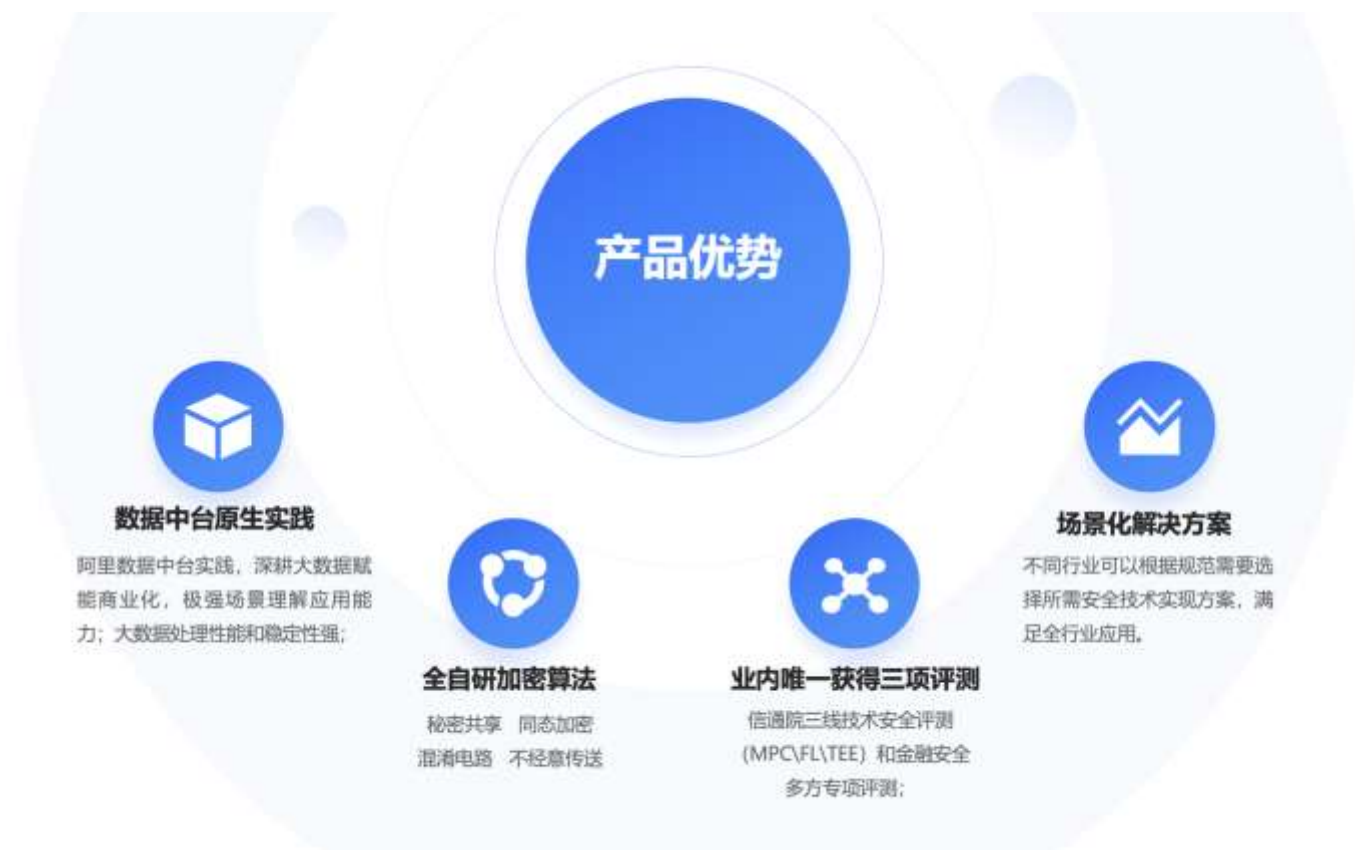 产品优势
数据中台原生实践
阿里数据中台实践，深耕大数据赋
能商业化，极强场景理解应用能
力；大数据处理性能和稳定性强；
全自研加密算法
秘密共享 同态加密
混淆电路 不经意传送
业内唯一获得三项评测
信通院三线技术安全评测
（MPC\FL\TEE）和金融安全
多方专项评测；
场景化解决方案
不同行业可以根据规范需要选
择所需安全技术实现方案，满
足全行业应用。